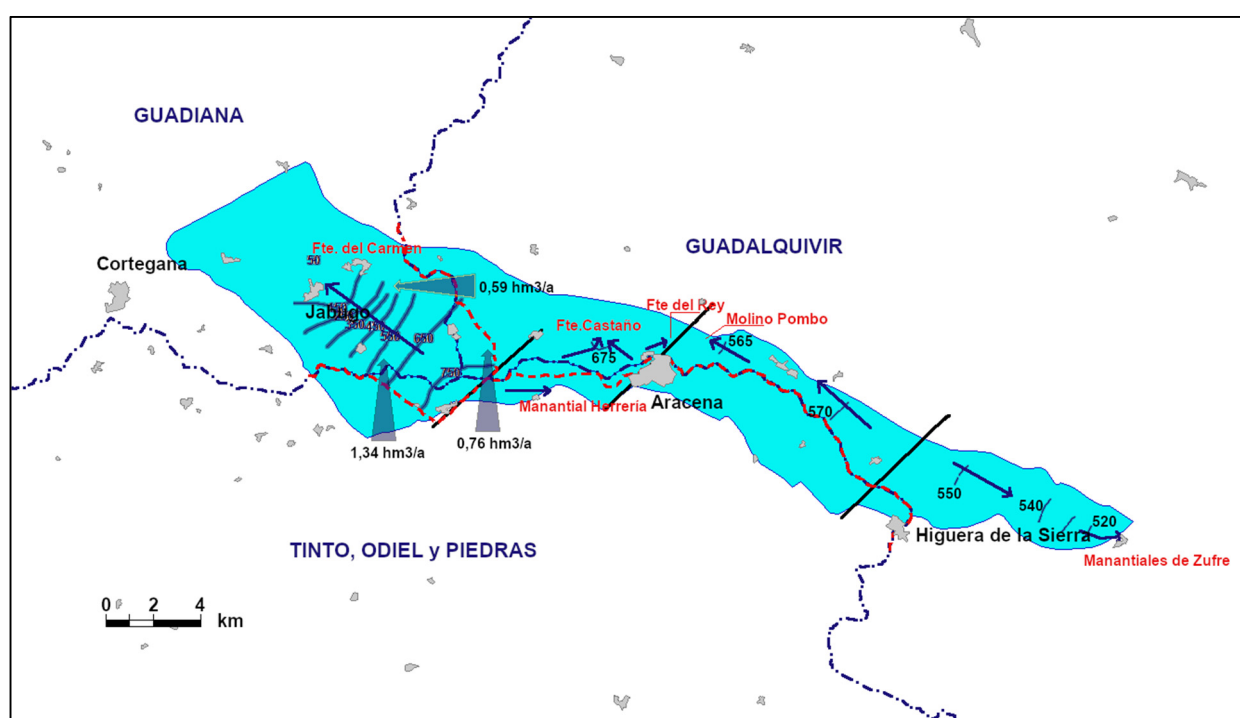 GUADIANA
GUADALQUIVIR
Fte. del Carmen
50
Cortegana
0,59 hm3/a
Jabugo
Fte del Rey
Molino Pombo
Fte.Castaño
675
565
580
650
750
570
Manantial Herrería
Aracena
1,34 hm3/a
0,76 hm3/a
550
540
520
Higuera de la Sierra
Manantiales de Zufre
TINTO, ODIEL y PIEDRAS
0 2 4
km